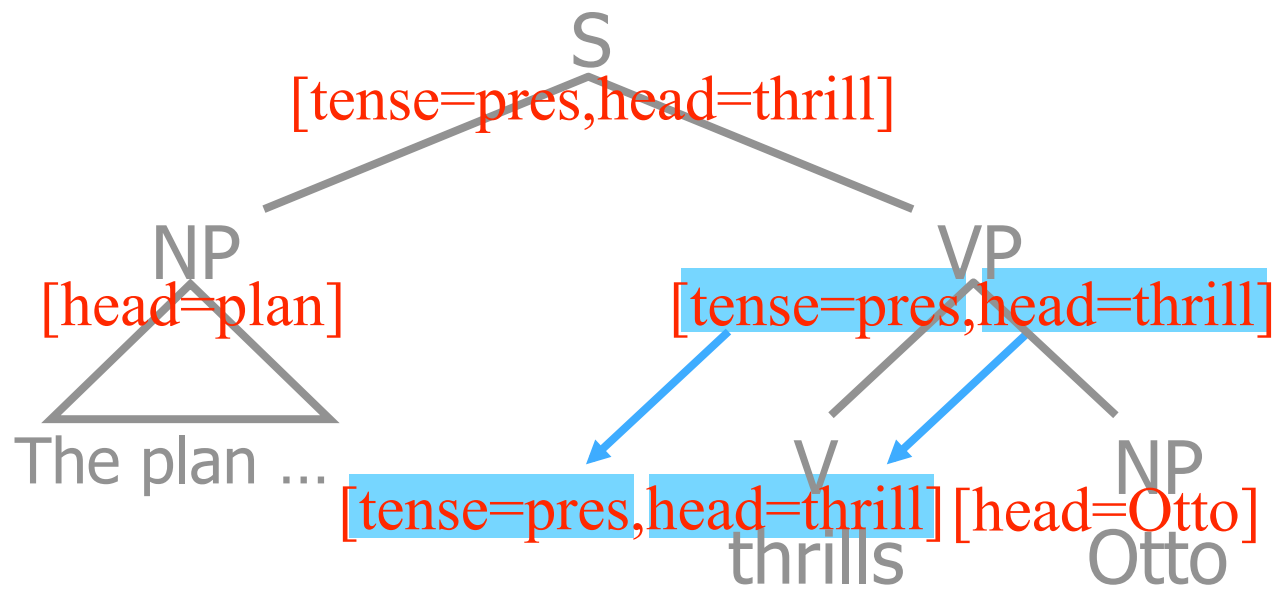 S
[tense=pres,head=thrill]
NP VP
[head=plan] [tense=pres,head=thrill]
The plan ... V NP
[tense=pres,head=thrill] [head=Otto]
thrills Otto